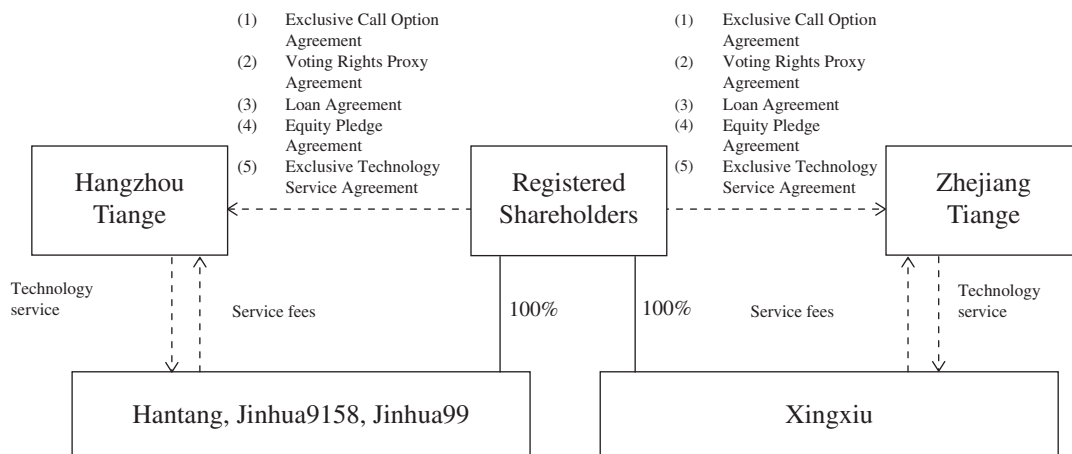 (1) Exclusive Call Option
Agreement
(2) Voting Rights Proxy
Agreement
(3) Loan Agreement
(4) Equity Pledge
Agreement
(5) Exclusive Technology
Service Agreement
(1) Exclusive Call Option
Agreement
(2) Voting Rights Proxy
Agreement
(3) Loan Agreement
(4) Equity Pledge
Agreement
(5) Exclusive Technology
Service Agreement
Hangzhou
Tiange
Registered
Shareholders
Zhejiang
Tiange
Technology
service
Service fees
100%
100%
Service fees
Technology
service
Hantang, Jinhua9158, Jinhua99
Xingxiu